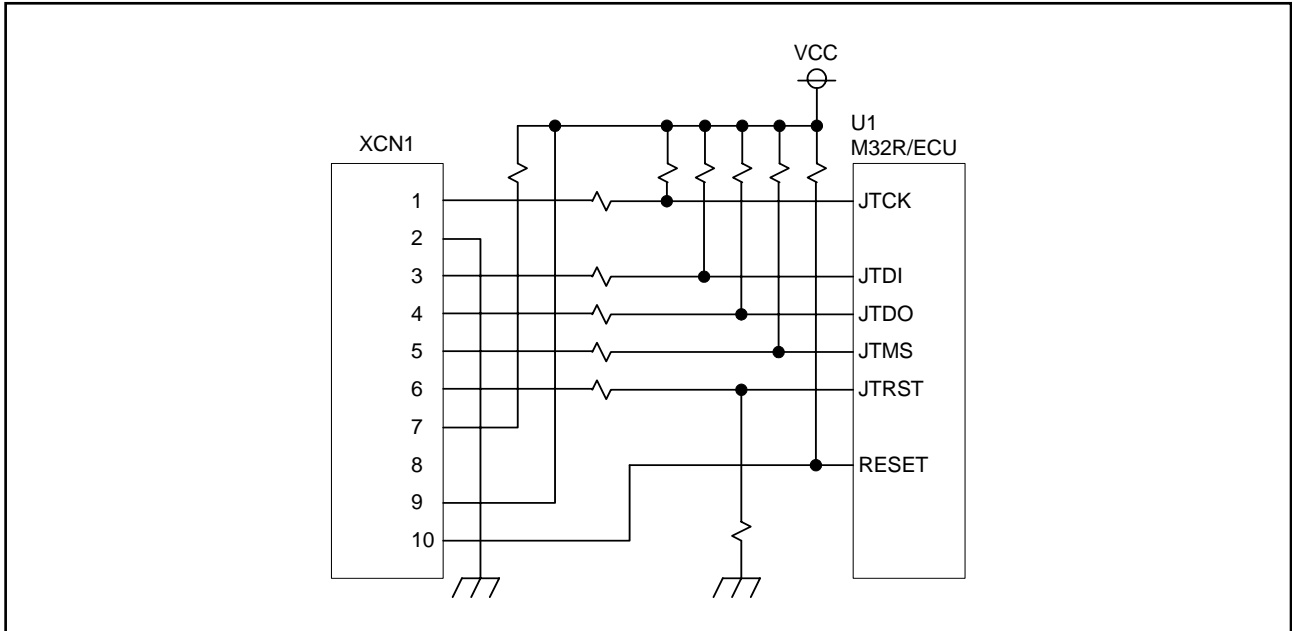 VCC
XCN1
U1
M32R/ECU
1
2
3
4
5
6
7
8
9
10
JTCK
JTDI
JTDO
JTMS
JTRST
RESET